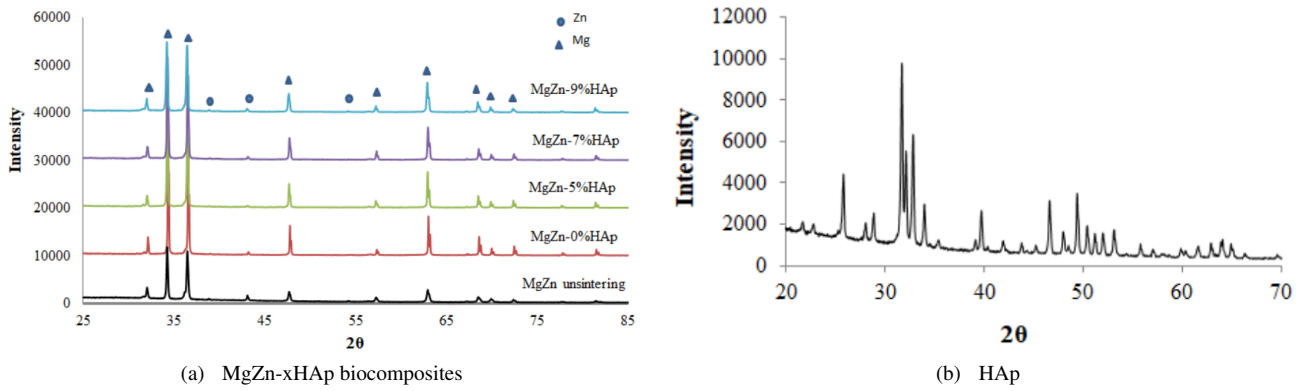 60000
50000
40000
30000
20000
10000
0
Intensity
Zn
Mg
MgZn-9%HAp
MgZn-7%HAp
MgZn-5%HAp
MgZn-0%HAp
MgZn unsintering
25 35 45 55 65 75 85
2θ
(a) MgZn-xHAp biocomposites
12000
10000
8000
6000
4000
2000
0
Intensity
20 30 40 50 60 70
2θ
(b) HAp